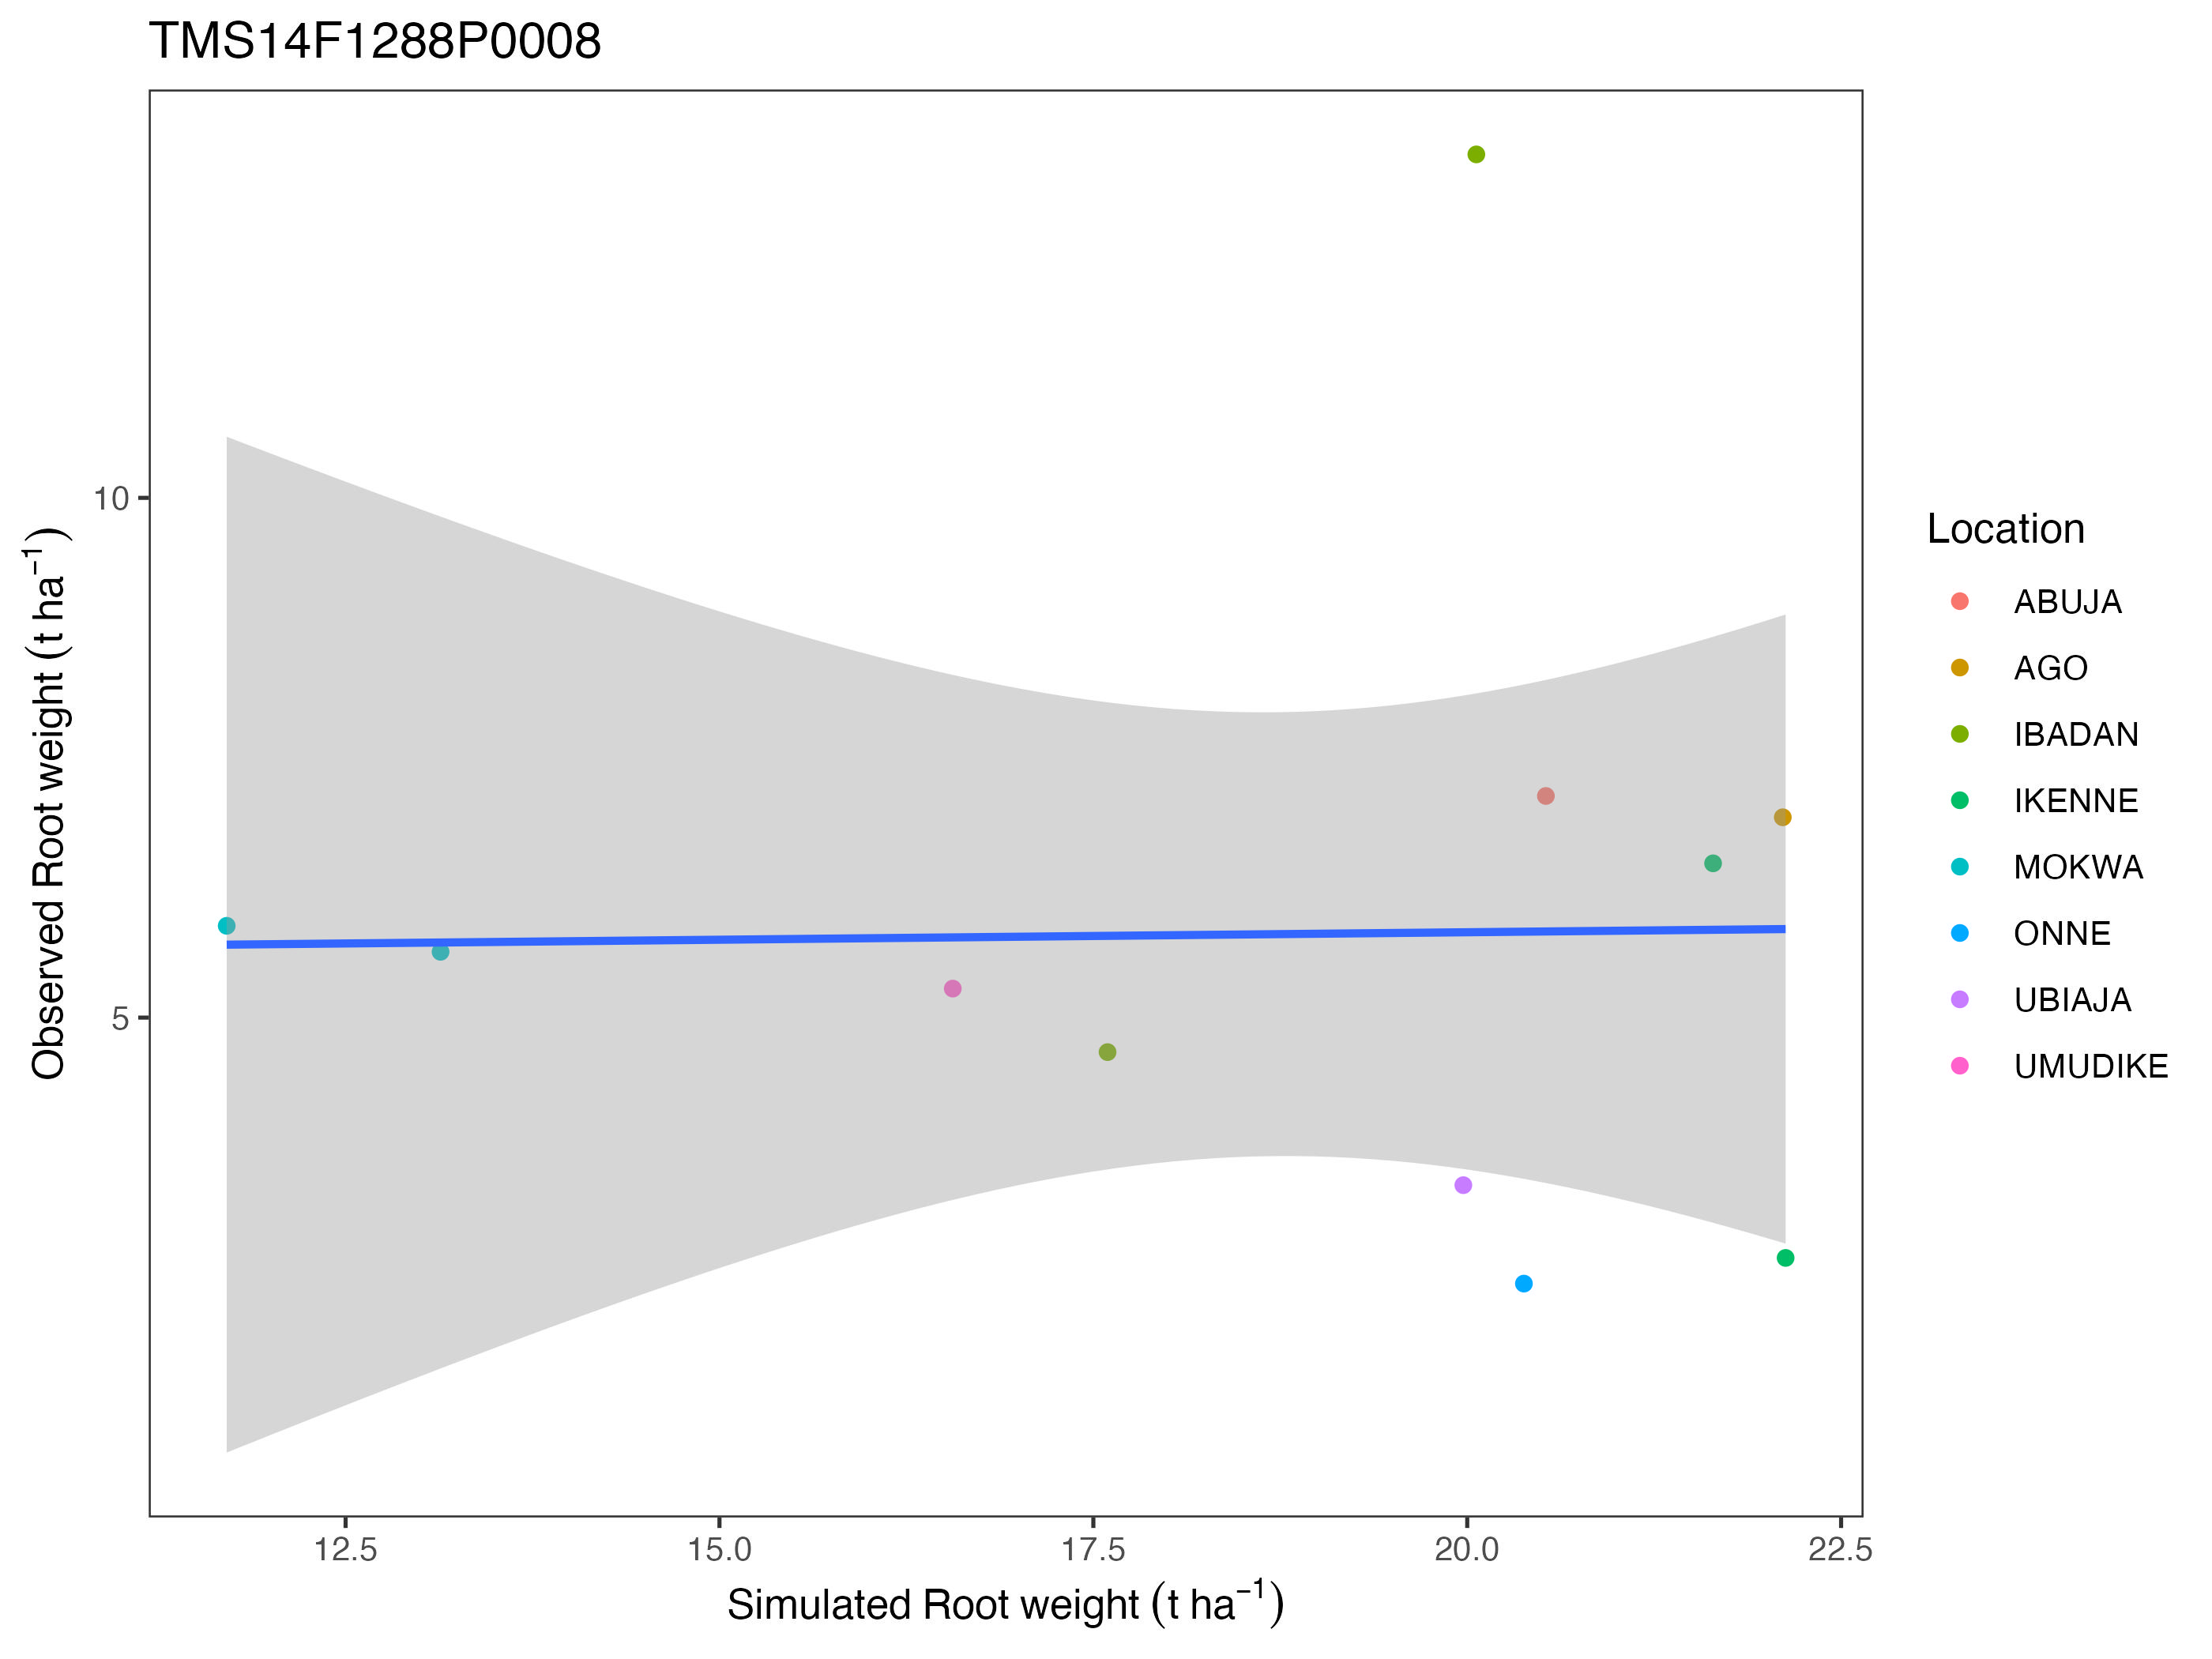 TMS14F1288P0008
Observed Root weight (t ha−1)
10
5
12.5
15.0
17.5
20.0
22.5
Simulated Root weight (t ha−1)
Location
ABUJA
AGO
IBADAN
IKENNE
MOKWA
ONNE
UBIAJA
UMUDIKE